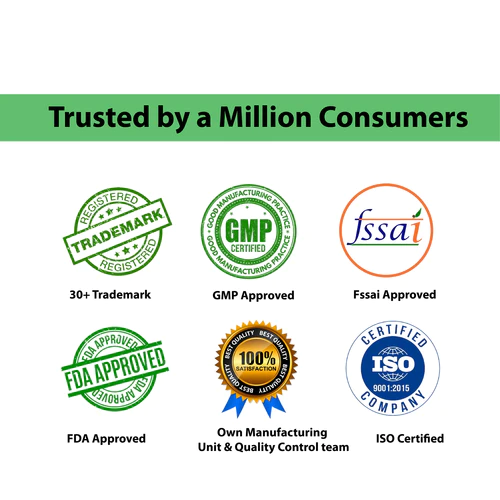 Trusted by a Million Consumers
REGISTERED
TRADEMARK
REGISTERED
30+ Trademark
GOOD MANUFACTURING PRACTICE
GMP
CERTIFIED
GOOD MANUFACTURING PRACTICE
GMP Approved
fssai
Fssai Approved
FDA APPROVED
FDA APPROVED
FDA APPROVED
FDA Approved
BEST QUALITY
BEST QUALITY
100%
SATISFACTION
BEST QUALITY
BEST QUALITY
Own Manufacturing
Unit & Quality Control team
CERTIFIED
ISO
9001:2015
COMPANY
ISO Certified